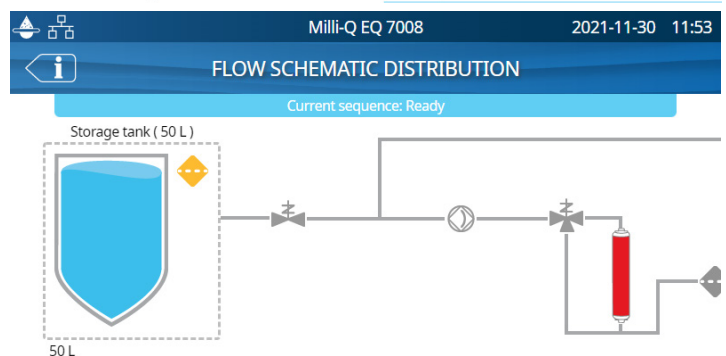 Milli-Q EQ 7008 2021-11-30 11:53
i FLOW SCHEMATIC DISTRIBUTION
Current sequence: Ready
Storage tank ( 50 L )
50 L